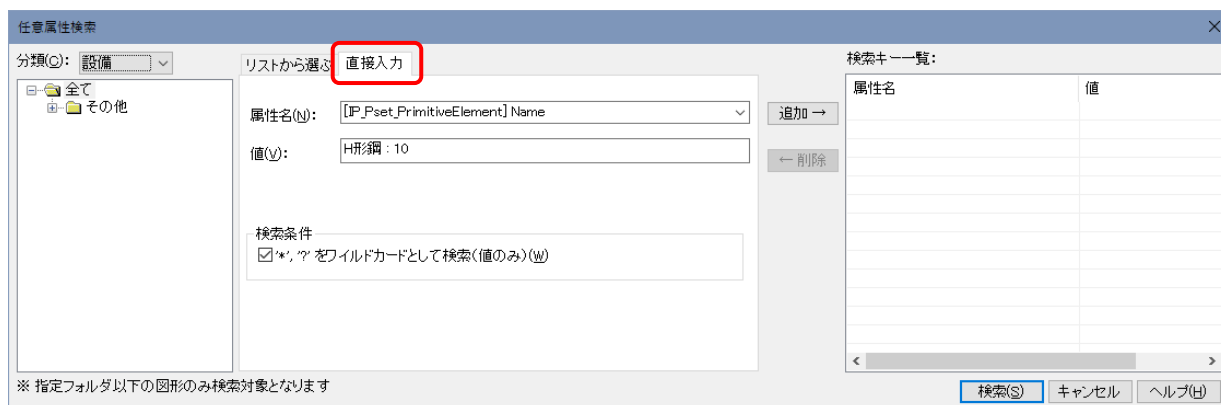 任意属性検索
分類(C): 設備
全て
その他
リストから選ぶ 直接入力
属性名(N): [IP_Pset_PrimitiveElement] Name
値(V): H形鋼：10
検索条件
'*', '?' をワイルドカードとして検索(値のみ)(W)
追加→
←削除
検索キー一覧:
属性名 値
※ 指定フォルダ以下の図形のみ検索対象となります
検索(S) キャンセル ヘルプ(H)